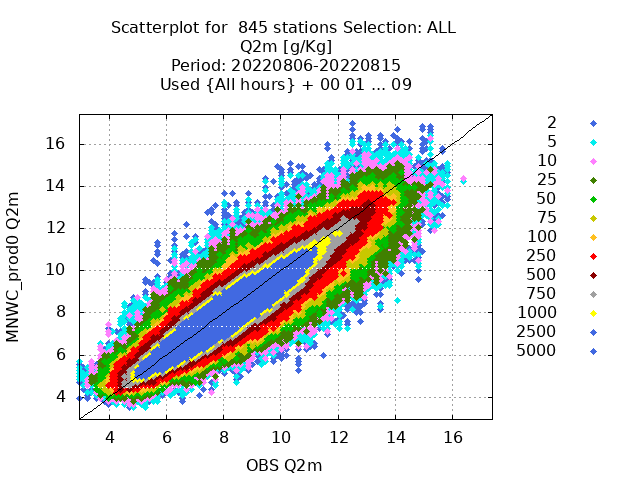 Scatterplot for  845 stations Selection: ALL
Q2m [g/Kg]
Period: 20220806-20220815
Used {All hours} + 00 01 ... 09
MNWC_prod0 Q2m
16
14
12
10
8
6
4
4 6 8 10 12 14 16
OBS Q2m
2
5
10
25
50
75
100
250
500
750
1000
2500
5000